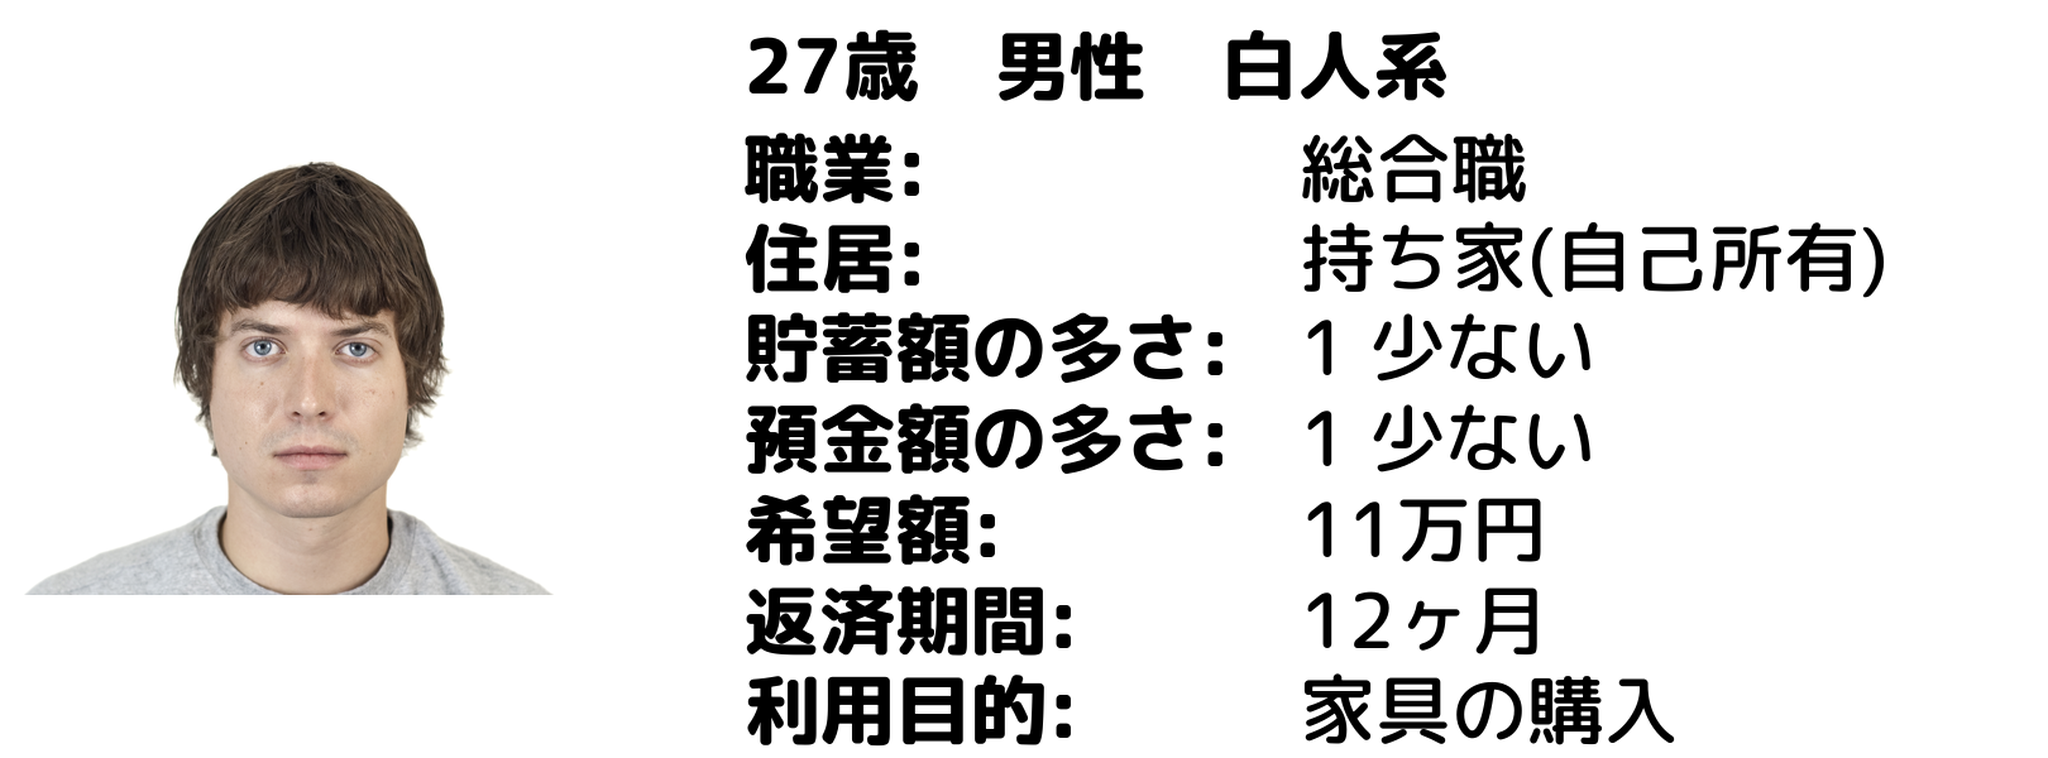 27歳　男性　白人系
職業: 総合職
住居: 持ち家(自己所有)
貯蓄額の多さ: 1 少ない
預金額の多さ: 1 少ない
希望額: 11万円
返済期間: 12ヶ月
利用目的: 家具の購入